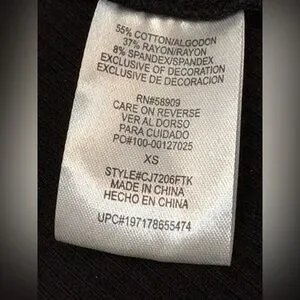 55% COTTON/ALGODON
37% RAYON/RAYON
8% SPANDEX/SPANDEX
EXCLUSIVE OF DECORATION
EXCLUSIVE DE DECORACION
RN#58909
CARE ON REVERSE
VER AL DORSO
PARA CUIDADO
PO#100-00127025
XS
STYLE#CJ7206FTK
MADE IN CHINA
HECHO EN CHINA
UPC#197178655474